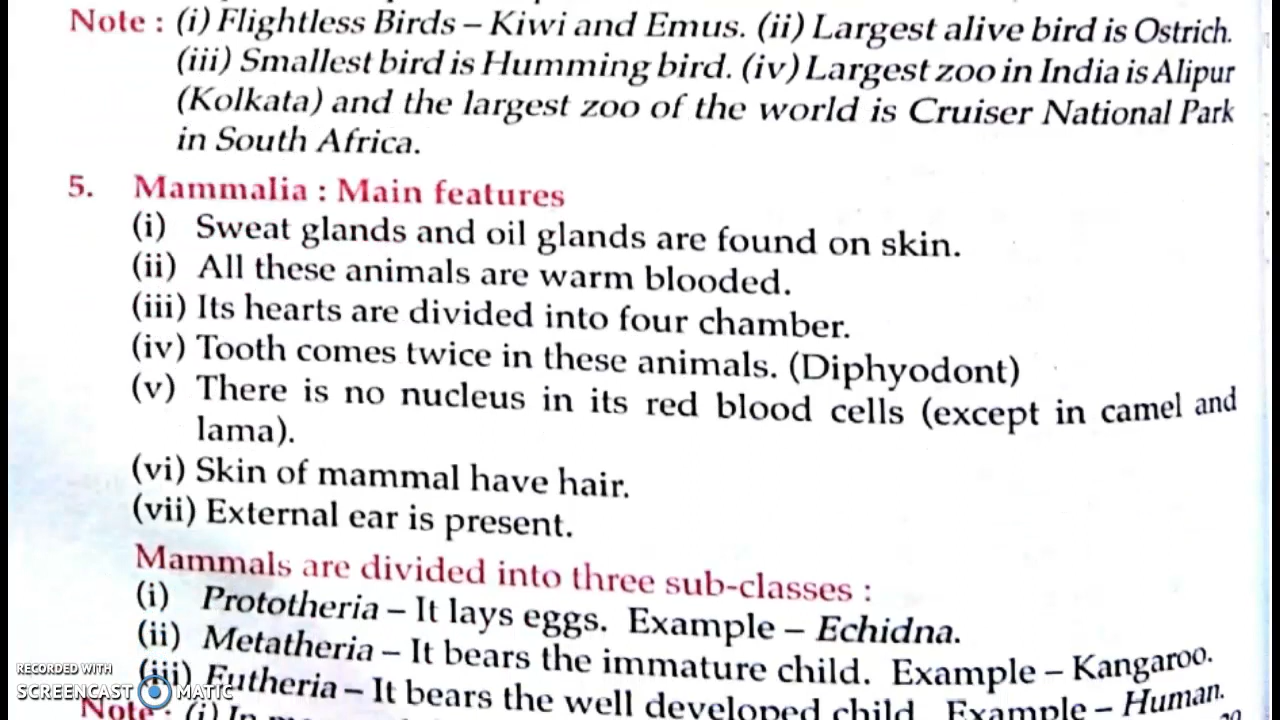 Note : (i) Flightless Birds – Kiwi and Emus. (ii) Largest alive bird is Ostrich.
(iii) Smallest bird is Humming bird. (iv) Largest zoo in India is Alipur
(Kolkata) and the largest zoo of the world is Cruiser National Park
in South Africa.
5. Mammalia : Main features
(i) Sweat glands and oil glands are found on skin.
(ii) All these animals are warm blooded.
(iii) Its hearts are divided into four chamber.
(iv) Tooth comes twice in these animals. (Diphyodont)
(v) There is no nucleus in its red blood cells (except in camel and
lama).
(vi) Skin of mammal have hair.
(vii) External ear is present.
Mammals are divided into three sub-classes :
(i) Prototheria – It lays eggs. Example – Echidna.
(ii) Metatheria – It bears the immature child. Example – Kangaroo.
(iii) Eutheria – It bears the well developed child. Example – Human.
Note : (i) In
RECORDED WITH
SCREENCAST MATIC